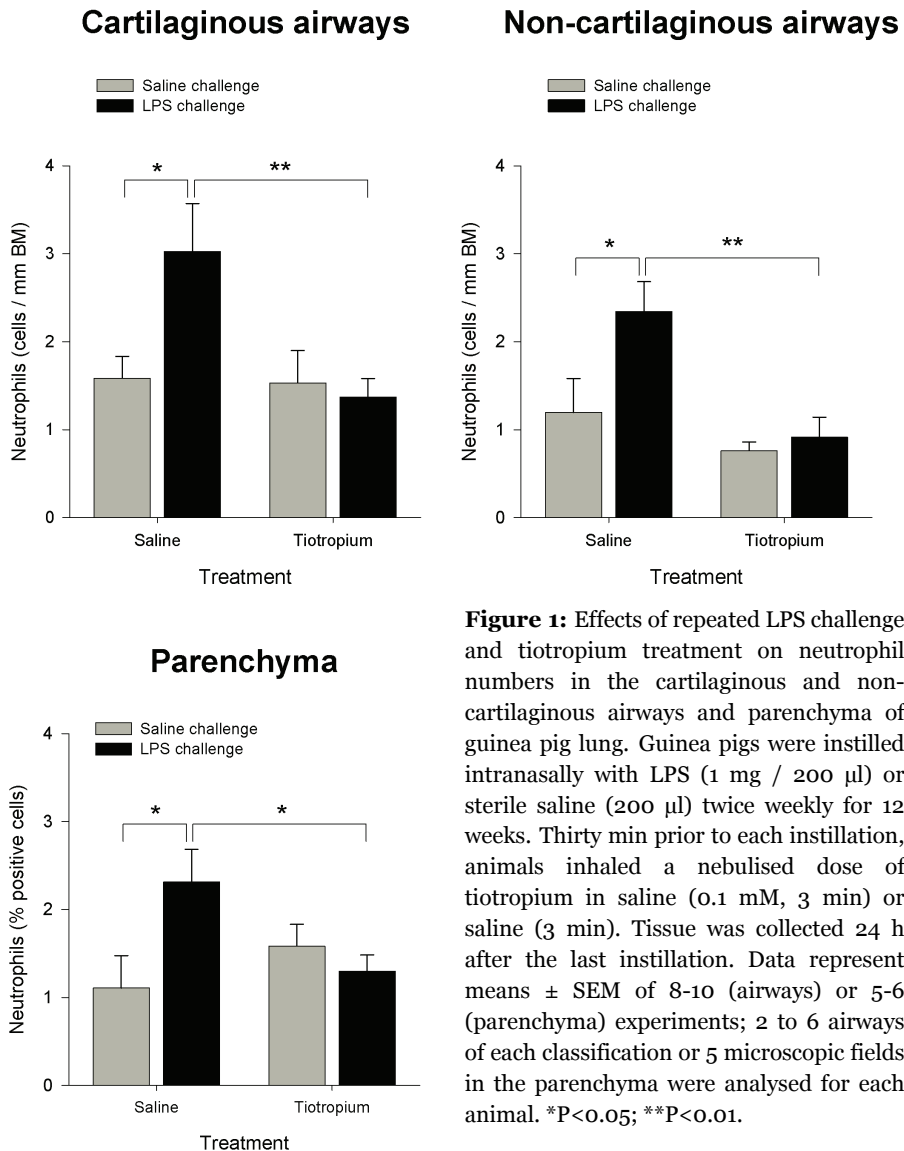 Cartilaginous airways
Saline challenge
LPS challenge
Neutrophils (cells / mm BM)
4
3
2
1
0
*
**
Saline
Tiotropium
Treatment
Non-cartilaginous airways
Saline challenge
LPS challenge
Neutrophils (cells / mm BM)
4
3
2
1
0
*
**
Saline
Tiotropium
Treatment
Parenchyma
Saline challenge
LPS challenge
Neutrophils (% positive cells)
4
3
2
1
0
*
*
Saline
Tiotropium
Treatment
Figure 1: Effects of repeated LPS challenge
and tiotropium treatment on neutrophil
numbers in the cartilaginous and non-
cartilaginous airways and parenchyma of
guinea pig lung. Guinea pigs were instilled
intranasally with LPS (1 mg / 200 µl) or
sterile saline (200 µl) twice weekly for 12
weeks. Thirty min prior to each instillation,
animals inhaled a nebulised dose of
tiotropium in saline (0.1 mM, 3 min) or
saline (3 min). Tissue was collected 24 h
after the last instillation. Data represent
means ± SEM of 8-10 (airways) or 5-6
(parenchyma) experiments; 2 to 6 airways
of each classification or 5 microscopic fields
in the parenchyma were analysed for each
animal. *P<0.05; **P<0.01.